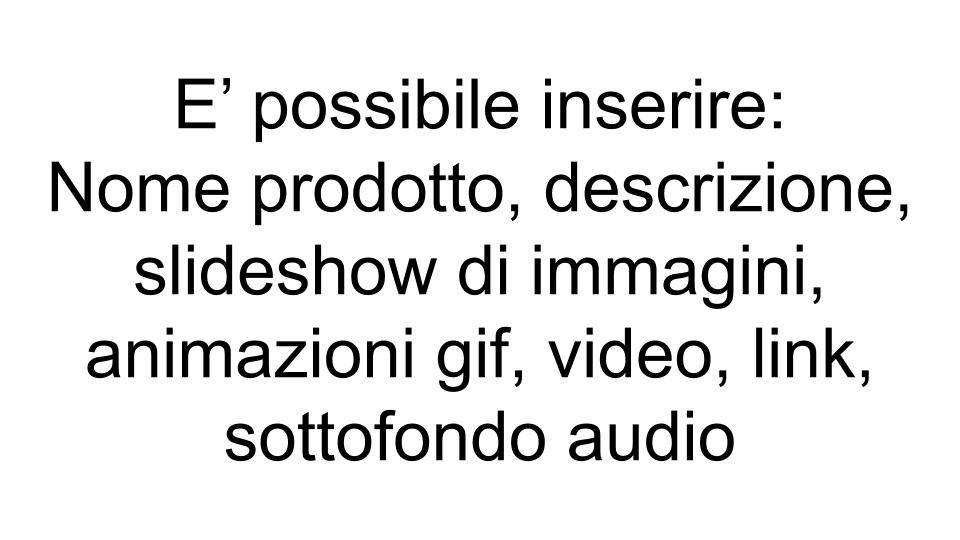 E’ possibile inserire:
Nome prodotto, descrizione,
slideshow di immagini,
animazioni gif, video, link,
sottofondo audio